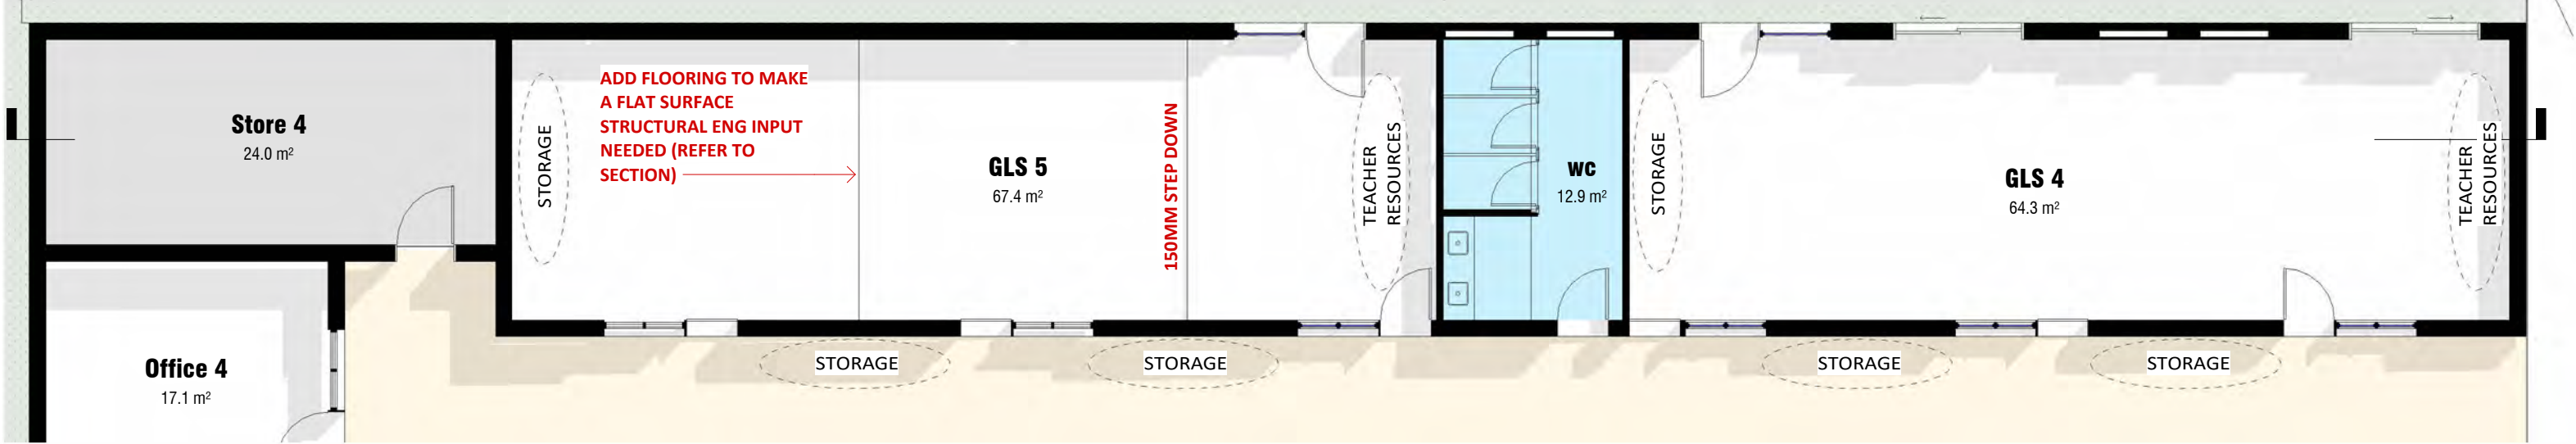 Store 4
24.0 m²
STORAGE
ADD FLOORING TO MAKE
A FLAT SURFACE
STRUCTURAL ENG INPUT
NEEDED (REFER TO
SECTION)
GLS 5
67.4 m²
150MM STEP DOWN
TEACHER
RESOURCES
WC
12.9 m²
STORAGE
GLS 4
64.3 m²
TEACHER
RESOURCES
Office 4
17.1 m²
STORAGE
STORAGE
STORAGE
STORAGE